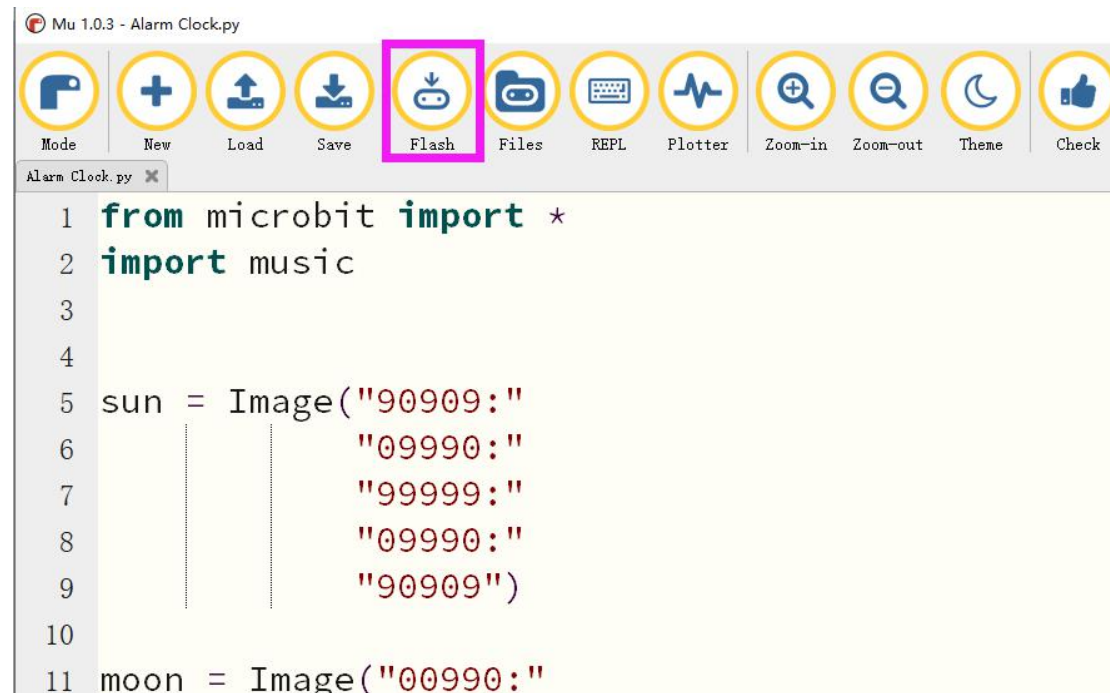 Mu 1.0.3 - Alarm Clock.py
Mode New Load Save Flash Files REPL Plotter Zoom-in Zoom-out Theme Check
Alarm Clock.py
1 from microbit import *
2 import music
3
4
5 sun = Image("90909:"
6 "09990:"
7 "99999:"
8 "09990:"
9 "90909")
10
11 moon = Image("00990:"